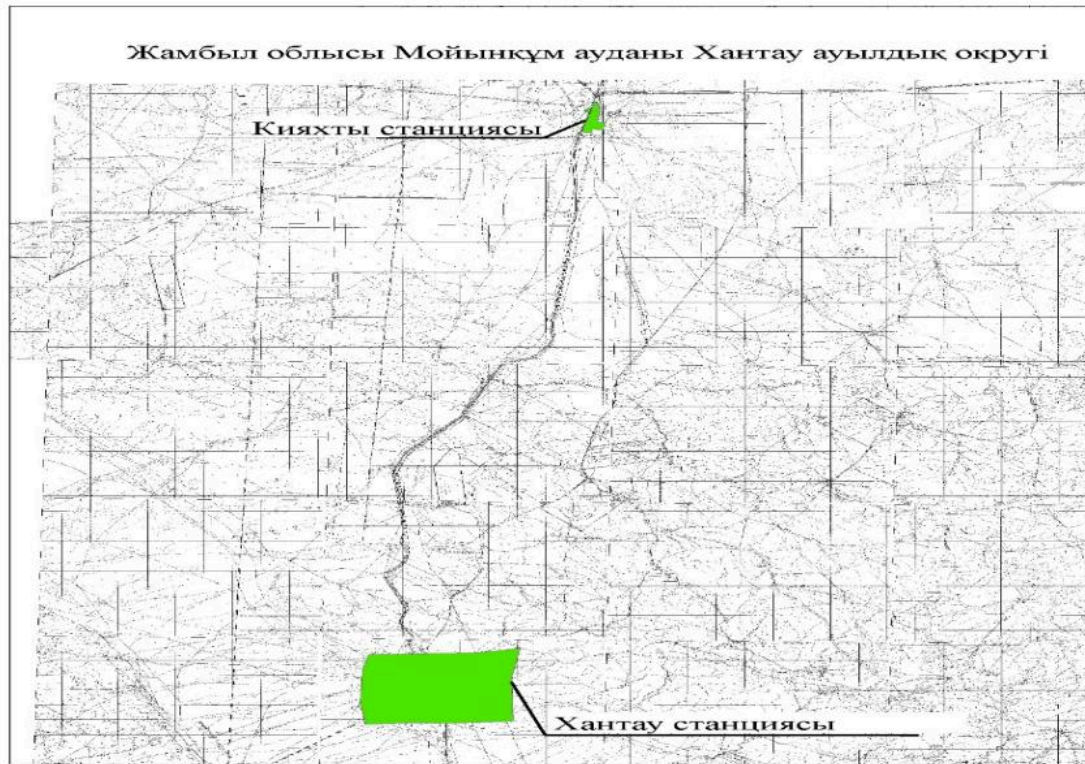 Жамбыл облысы Мойынқұм ауданы Хантау ауылдық округі
Кияхты станциясы
Хантау станциясы